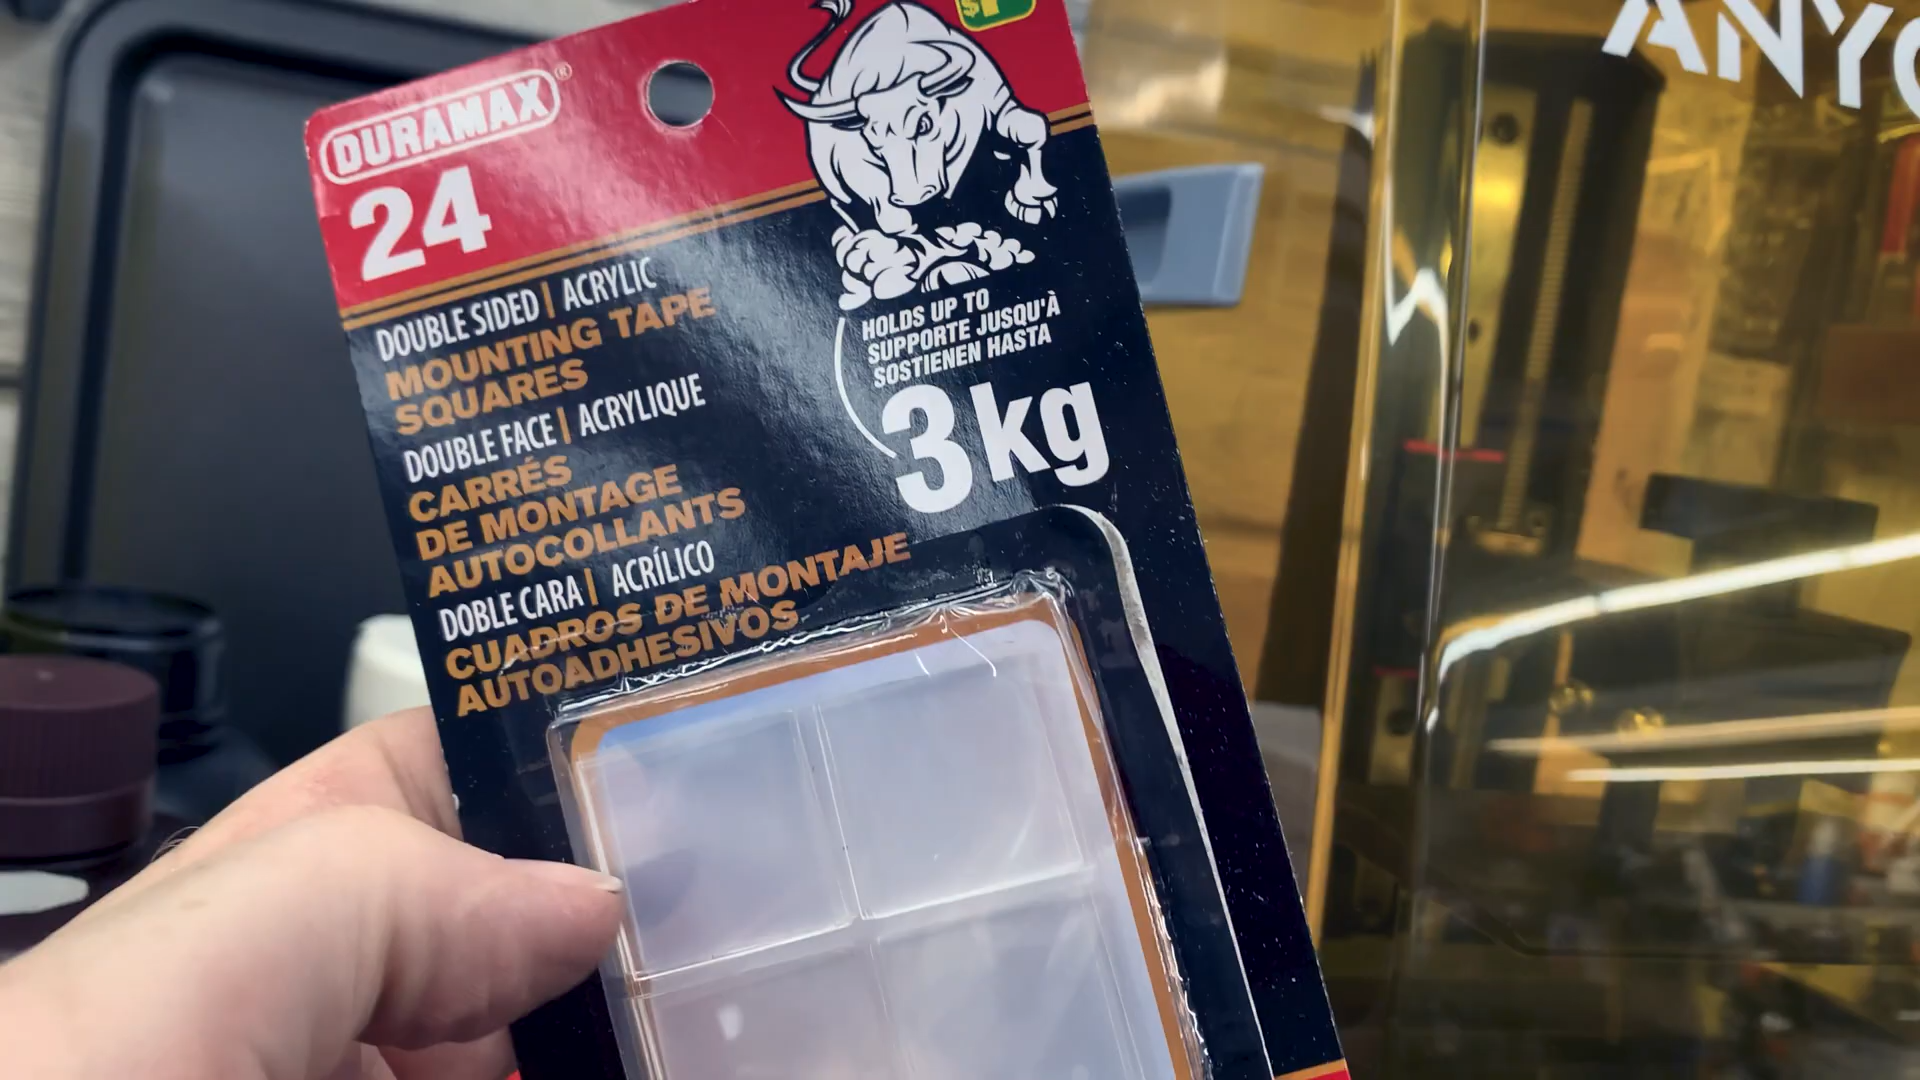 DURAMAX®
24
DOUBLE SIDED | ACRYLIC
MOUNTING TAPE
SQUARES
DOUBLE FACE | ACRYLIQUE
CARRÉS
DE MONTAGE
AUTOCOLLANTS
DOBLE CARA | ACRÍLICO
CUADROS DE MONTAJE
AUTOADHESIVOS
HOLDS UP TO
SUPPORTE JUSQU'À
SOSTIENEN HASTA
3kg